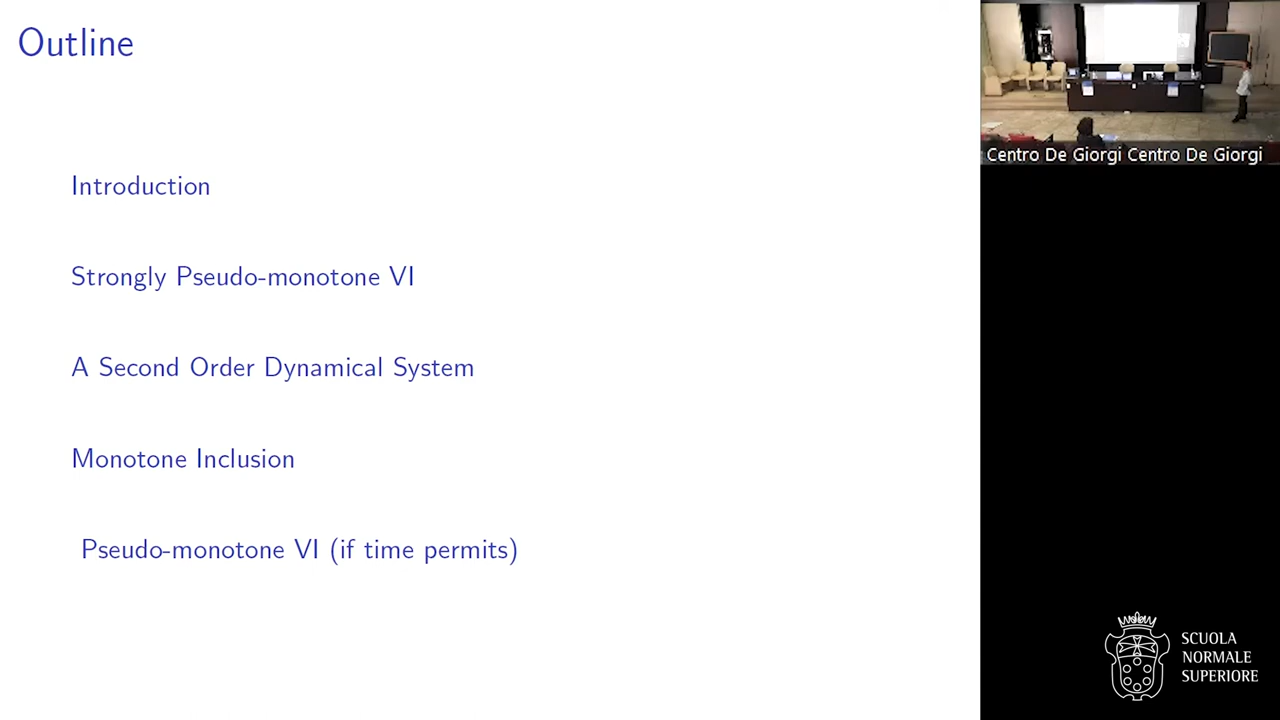 Outline
Introduction
Strongly Pseudo-monotone VI
A Second Order Dynamical System
Monotone Inclusion
Pseudo-monotone VI (if time permits)
Centro De Giorgi Centro De Giorgi
SCUOLA
NORMALE
SUPERIORE